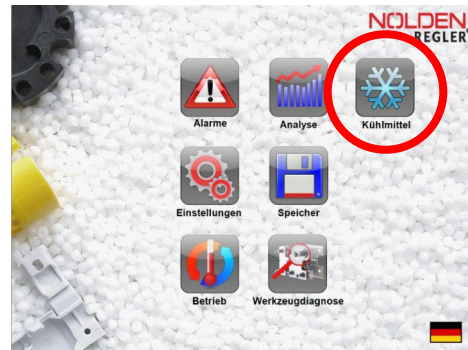 NOLDEN
REGLER
Alarme
Analyse
Kühlmittel
Einstellungen
Speicher
Betrieb
Werkzeugdiagnose